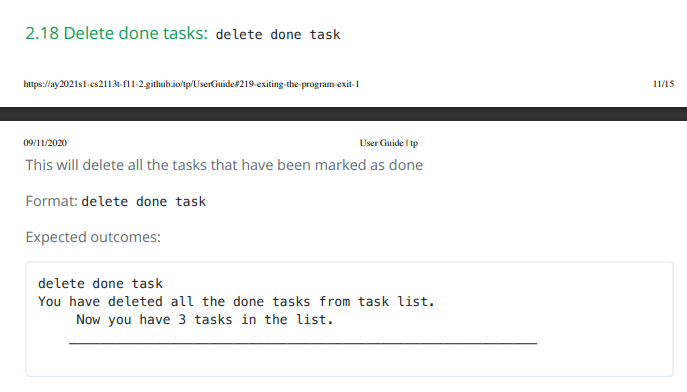 2.18 Delete done tasks: delete done task
https://ay2021s1-cs2113t-f11-2.github.io/tp/UserGuide#219-exiting-the-program-exit-1 11/15
09/11/2020 User Guide | tp
This will delete all the tasks that have been marked as done
Format: delete done task
Expected outcomes:
delete done task
You have deleted all the done tasks from task list.
Now you have 3 tasks in the list.